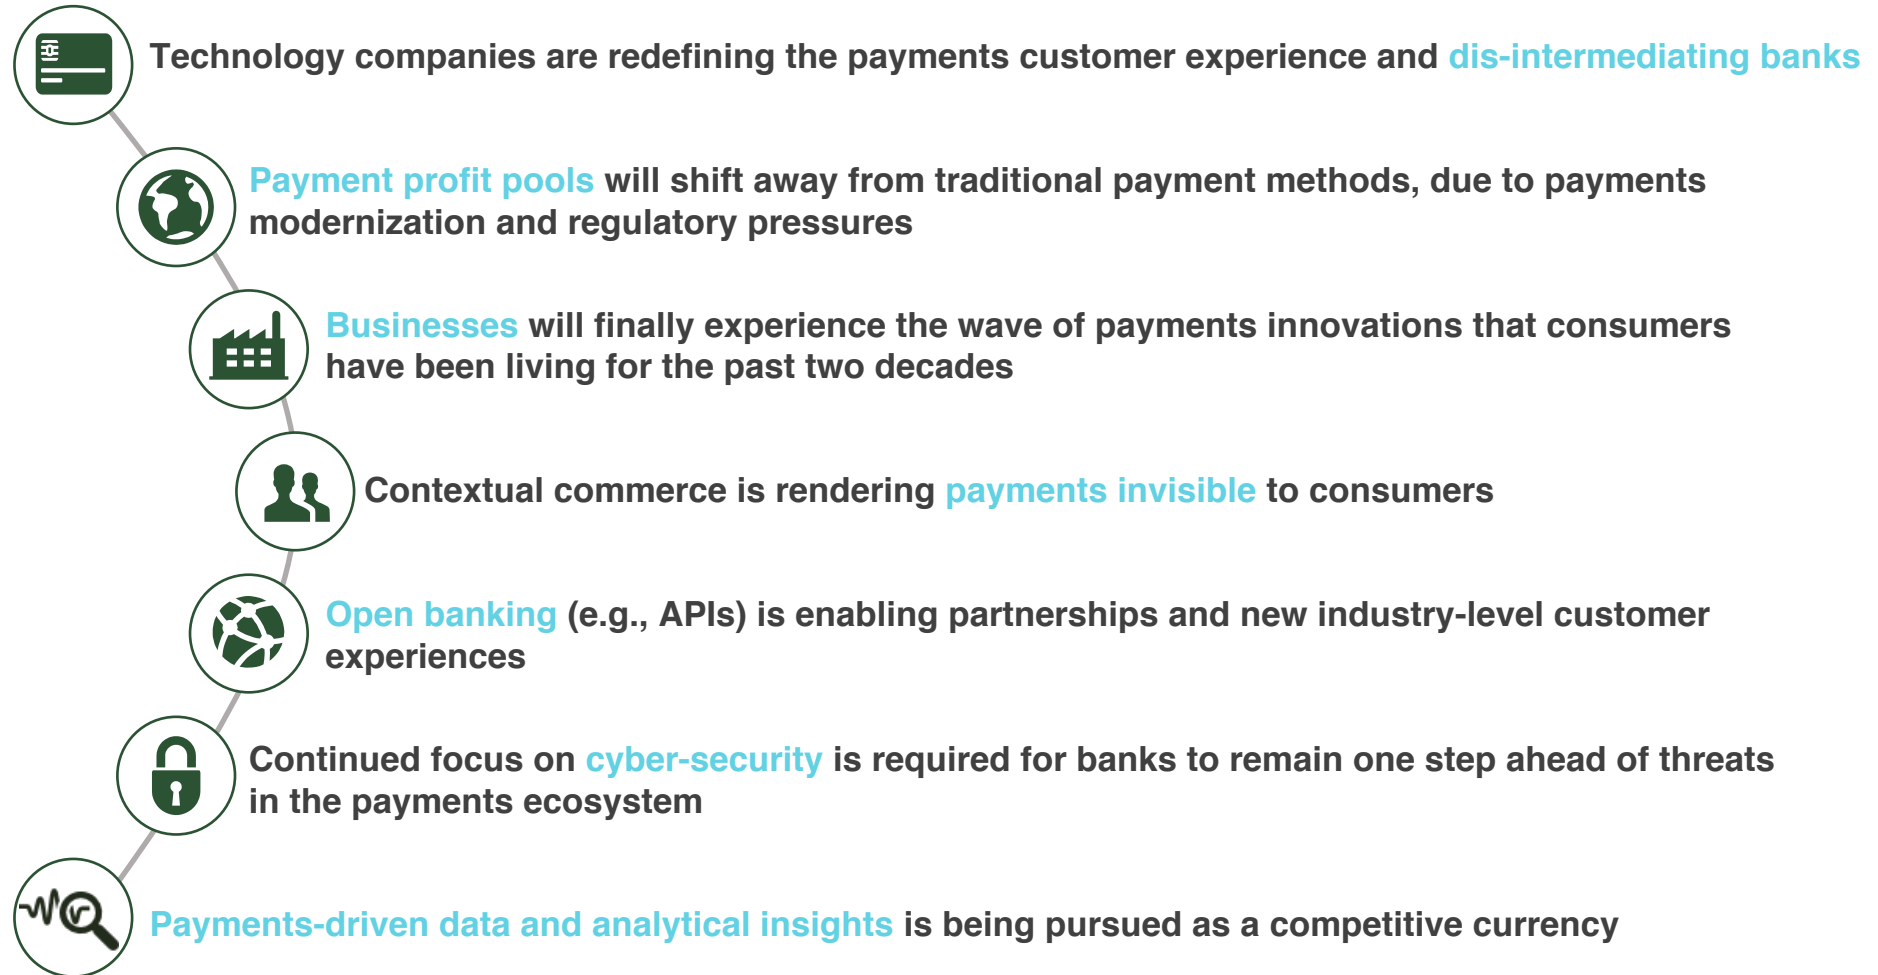 Technology companies are redefining the payments customer experience and dis-intermediating banks
Payment profit pools will shift away from traditional payment methods, due to payments
modernization and regulatory pressures
Businesses will finally experience the wave of payments innovations that consumers
have been living for the past two decades
Contextual commerce is rendering payments invisible to consumers
Open banking (e.g., APIs) is enabling partnerships and new industry-level customer
experiences
Continued focus on cyber-security is required for banks to remain one step ahead of threats
in the payments ecosystem
Payments-driven data and analytical insights is being pursued as a competitive currency